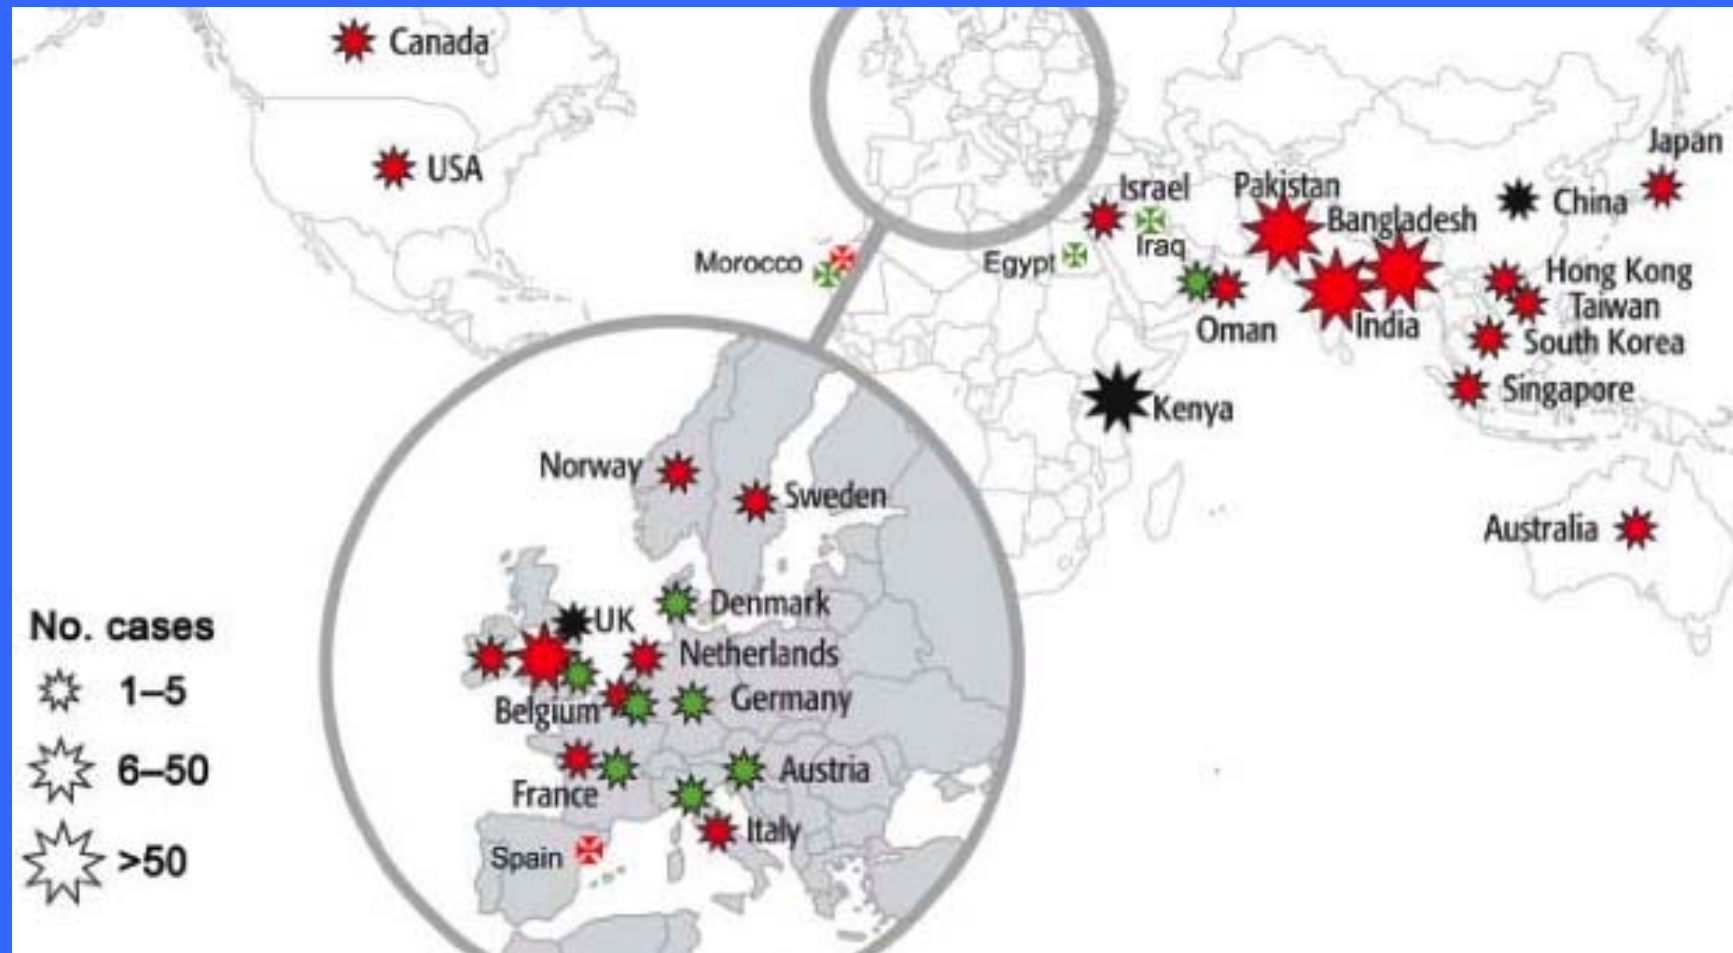 Canada
USA
Japan
Israel
Pakistan
Bangladesh
China
Iraq
Egypt
Morocco
Hong Kong
Taiwan
Oman
India
South Korea
Singapore
Kenya
Norway
Sweden
Australia
Denmark
UK
Netherlands
Belgium
Germany
France
Austria
Italy
Spain
No. cases
1–5
6–50
>50